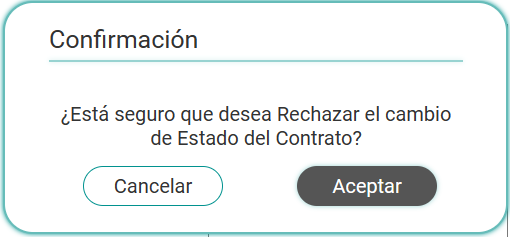 Confirmación
¿Está seguro que desea Rechazar el cambio
de Estado del Contrato?
Cancelar
Aceptar